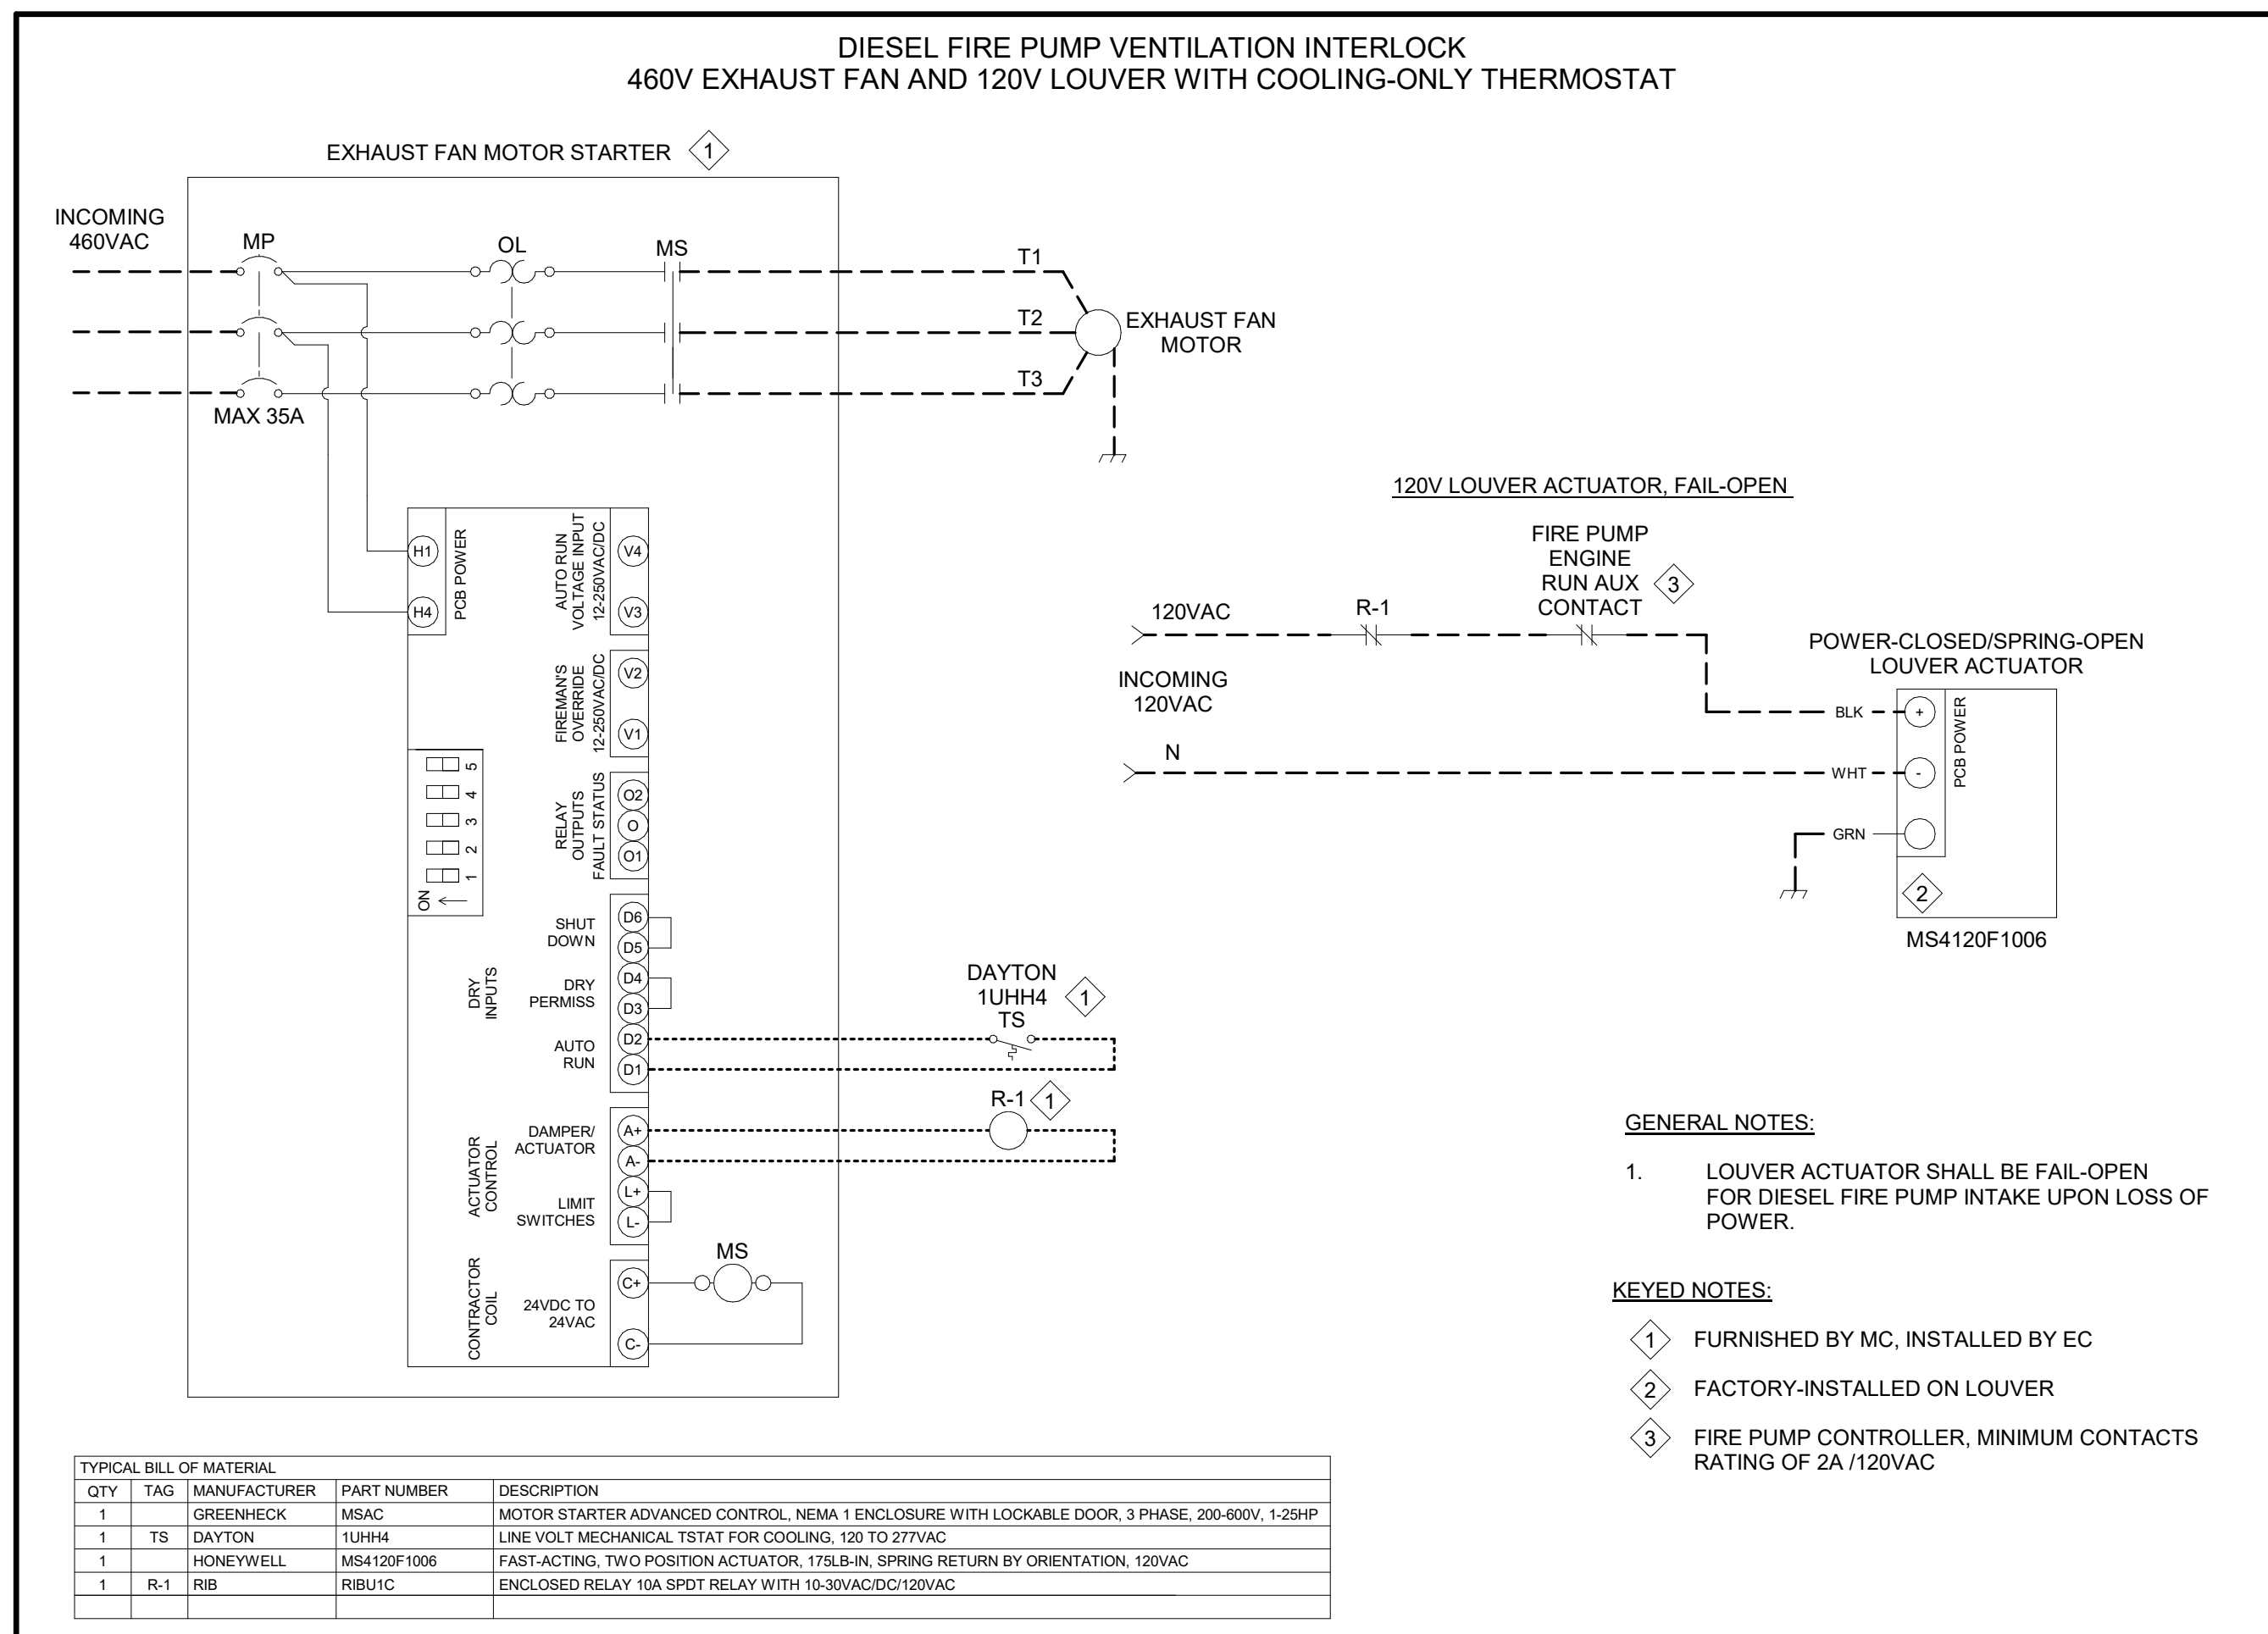 DIESEL FIRE PUMP VENTILATION INTERLOCK
460V EXHAUST FAN AND 120V LOUVER WITH COOLING-ONLY THERMOSTAT
EXHAUST FAN MOTOR STARTER 1
INCOMING
460VAC
MP
OL
MS
MAX 35A
T1
T2
T3
EXHAUST FAN
MOTOR
H1
H4
PCB POWER
AUTO RUN
VOLTAGE INPUT
12-250VAC/DC
V4
V3
FIREMAN'S
OVERRIDE
12-250VAC/DC
V2
V1
RELAY
OUTPUTS
FAULT STATUS
O2
O
O1
5
4
3
2
1
ON
DRY
INPUTS
SHUT
DOWN
D6
D5
DRY
PERMISS
D4
D3
AUTO
RUN
D2
D1
ACTUATOR
CONTROL
DAMPER/
ACTUATOR
A+
A-
LIMIT
SWITCHES
L+
L-
CONTRACTOR
COIL
24VDC TO
24VAC
C+
C-
MS
DAYTON
1UHH4 1
TS
R-1 1
120V LOUVER ACTUATOR, FAIL-OPEN
FIRE PUMP
ENGINE
RUN AUX 3
CONTACT
120VAC
R-1
INCOMING
120VAC
N
POWER-CLOSED/SPRING-OPEN
LOUVER ACTUATOR
BLK
+
WHT
-
GRN
PCB POWER
2
MS4120F1006
GENERAL NOTES:
1. LOUVER ACTUATOR SHALL BE FAIL-OPEN
FOR DIESEL FIRE PUMP INTAKE UPON LOSS OF
POWER.
KEYED NOTES:
1 FURNISHED BY MC, INSTALLED BY EC
2 FACTORY-INSTALLED ON LOUVER
3 FIRE PUMP CONTROLLER, MINIMUM CONTACTS
RATING OF 2A /120VAC
TYPICAL BILL OF MATERIAL
QTY TAG MANUFACTURER PART NUMBER DESCRIPTION
1 GREENHECK MSAC MOTOR STARTER ADVANCED CONTROL, NEMA 1 ENCLOSURE WITH LOCKABLE DOOR, 3 PHASE, 200-600V, 1-25HP
1 TS DAYTON 1UHH4 LINE VOLT MECHANICAL TSTAT FOR COOLING, 120 TO 277VAC
1 HONEYWELL MS4120F1006 FAST-ACTING, TWO POSITION ACTUATOR, 175LB-IN, SPRING RETURN BY ORIENTATION, 120VAC
1 R-1 RIB RIBU1C ENCLOSED RELAY 10A SPDT RELAY WITH 10-30VAC/DC/120VAC